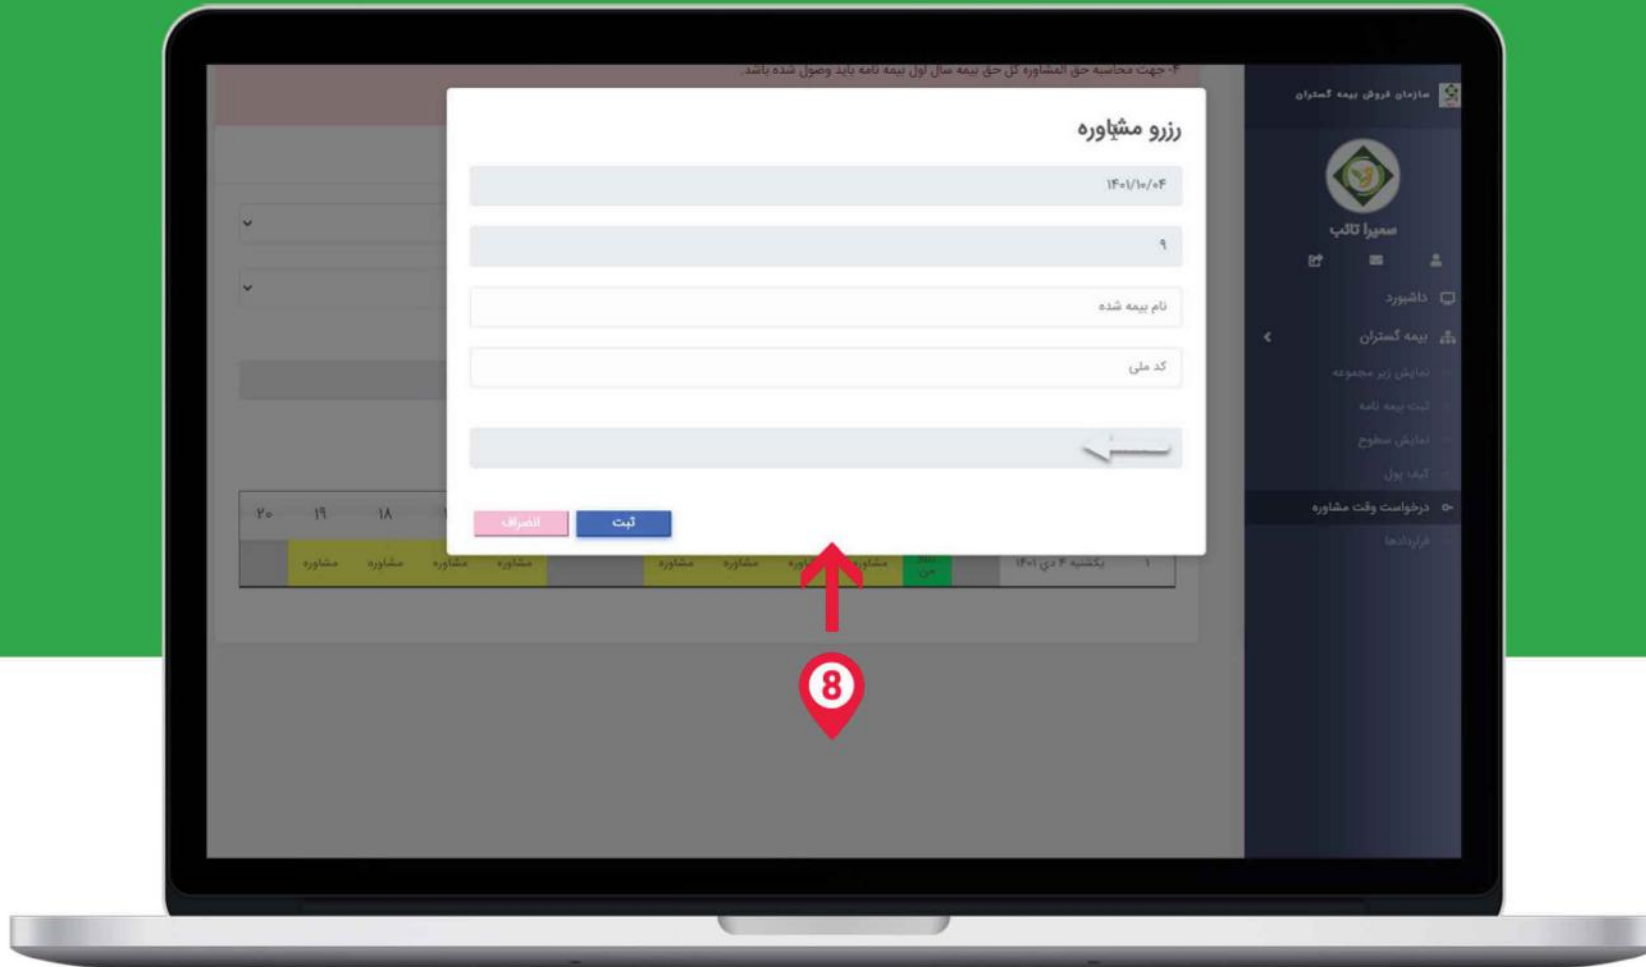 ۴- جهت محاسبه حق المشاوره کل حق بیمه سال اول بیمه نامه باید وصول شده باشد.
سازمان فروش بیمه گستران
سمیرا تائب
داشبورد
بیمه گستران
نمایش زیر مجموعه
ثبت بیمه نامه
نمایش سطوح
کیف پول
درخواست وقت مشاوره
قراردادها
رزرو مشاوره
۱۴۰۱/۱۰/۰۴
۹
نام بیمه شده
کد ملی
ثبت انصراف
۱۸ ۱۹ ۲۰
۱ یکشنبه ۴ دی ۱۴۰۱ من مشاوره مشاوره مشاوره مشاوره مشاوره مشاوره مشاوره مشاوره
8